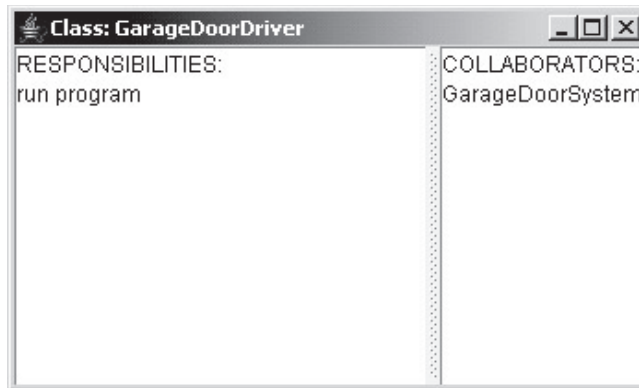 Class: GarageDoorDriver
RESPONSIBILITIES:
run program
COLLABORATORS:
GarageDoorSystem